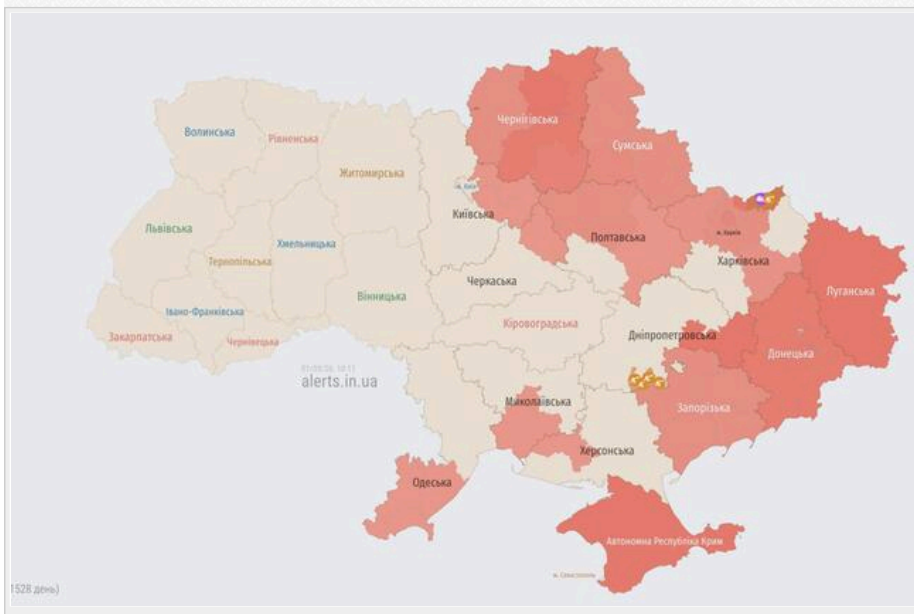 Чернігівська
Волинська
Рівненська
Сумська
Житомирська
м. Київ
Київська
Львівська
Полтавська
м. Харків
Хмельницька
Тернопільська
Харківська
Черкаська
Луганська
Вінницька
Івано-Франківська
Кіровоградська
Закарпатська
Чернівецька
Дніпропетровська
Донецька
alerts.in.ua
Миколаївська
Запорізька
Херсонська
Одеська
Автономна Республіка Крим
м. Севастополь
1528 день)